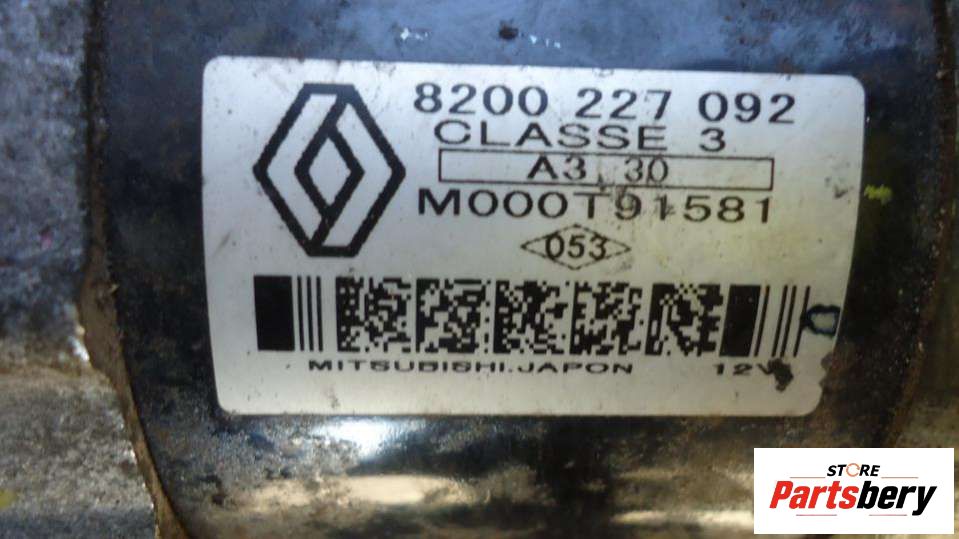 8200 227 092
CLASSE 3
A3 30
M000T91581
053
MITSUBISHI.JAPON 12V
STORE
Partsbery